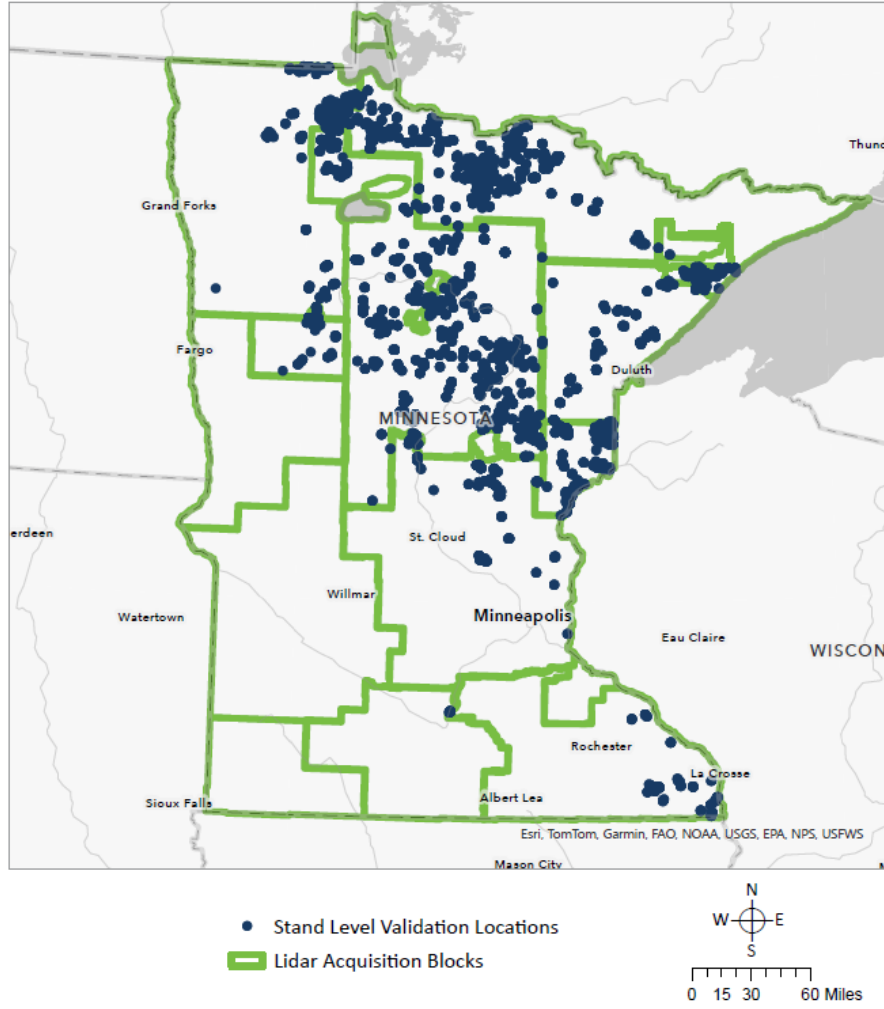 Thund
Grand Forks
Fargo
Duluth
MINNESOTA
erdeen
St. Cloud
Willmar
Watertown
Minneapolis
Eau Claire
WISCON
Rochester
La Crosse
Sioux Falls
Albert Lea
Esri, TomTom, Garmin, FAO, NOAA, USGS, EPA, NPS, USFWS
Mason City
N
W E
S
Stand Level Validation Locations
Lidar Acquisition Blocks
0 15 30 60 Miles